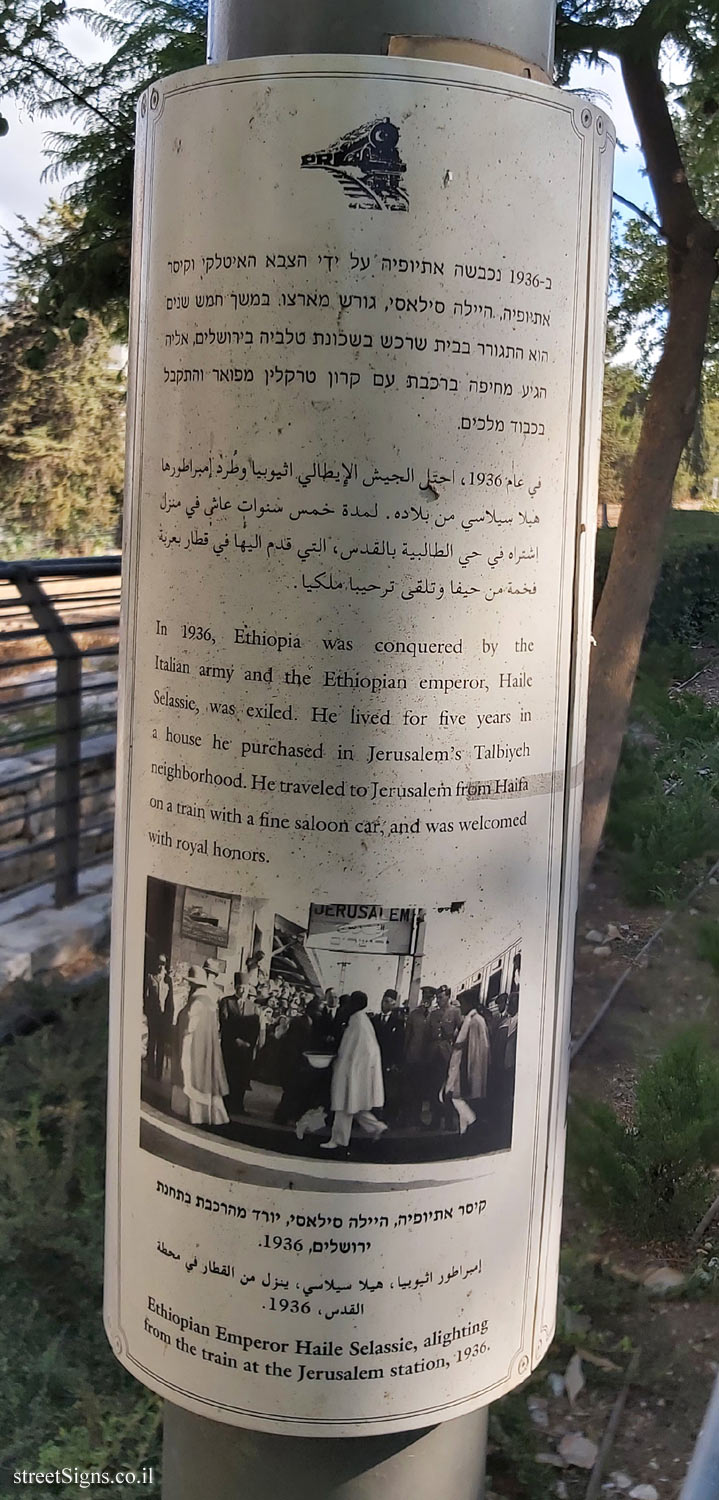 PRI
ב-1936 נכבשה אתיופיה על ידי הצבא האיטלקי וקיסר
אתיופיה, היילה סילאסי, גורש מארצו. במשך חמש שנים
הוא התגורר בבית שרכש בשכונת טלביה בירושלים, אליה
הגיע מחיפה ברכבת עם קרון טרקלין מפואר והתקבל
בכבוד מלכים.
في عام 1936، احتل الجيش الإيطالي اثيوبيا وطُرد إمبراطورها
هيلا سيلاسي من بلاده. لمدة خمس سنوات عاش في منزل
اشتراه في حي الطالبية بالقدس، التي قدم اليها في قطار بعربة
فخمة من حيفا وتلقى ترحيبا ملكيا.
In 1936, Ethiopia was conquered by the
Italian army and the Ethiopian emperor, Haile
Selassie, was exiled. He lived for five years in
a house he purchased in Jerusalem's Talbiyeh
neighborhood. He traveled to Jerusalem from Haifa
on a train with a fine saloon car, and was welcomed
with royal honors.
JERUSALEM
קיסר אתיופיה, היילה סילאסי, יורד מהרכבת בתחנת
ירושלים, 1936.
إمبراطور اثيوبيا، هيلا سيلاسي، ينزل من القطار في محطة
القدس، 1936.
Ethiopian Emperor Haile Selassie, alighting
from the train at the Jerusalem station, 1936.
streetSigns.co.il